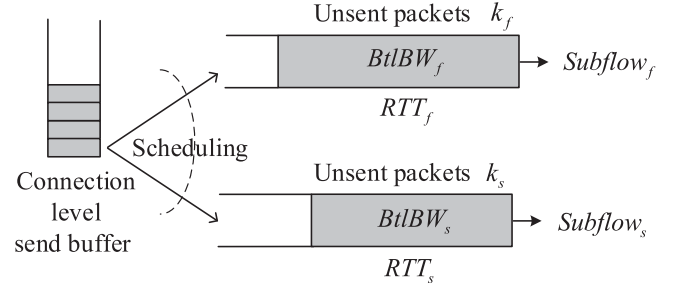 Unsent packets k_f
BtlBW_f
Subflow_f
RTT_f
Scheduling
Connection
level
send buffer
Unsent packets k_s
BtlBW_s
Subflow_s
RTT_s